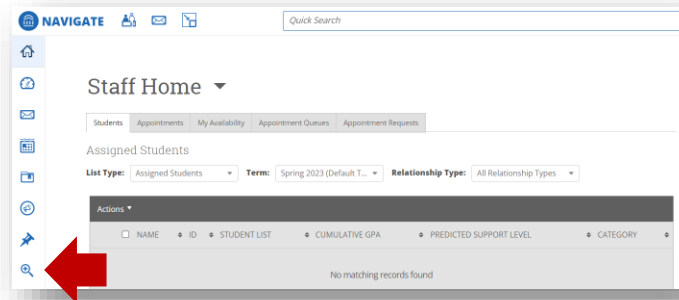 NAVIGATE
Quick Search
Staff Home
Students Appointments My Availability Appointment Queues Appointment Requests
Assigned Students
List Type: Assigned Students Term: Spring 2023 (Default T... Relationship Type: All Relationship Types
Actions
NAME ID STUDENT LIST CUMULATIVE GPA PREDICTED SUPPORT LEVEL CATEGORY
No matching records found